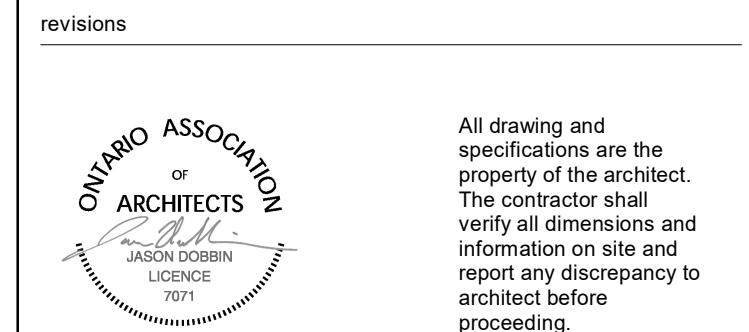 revisions
ONTARIO ASSOCIATION
OF
ARCHITECTS
JASON DOBBIN
LICENCE
7071
All drawing and
specifications are the
property of the architect.
The contractor shall
verify all dimensions and
information on site and
report any discrepancy to
architect before
proceeding.